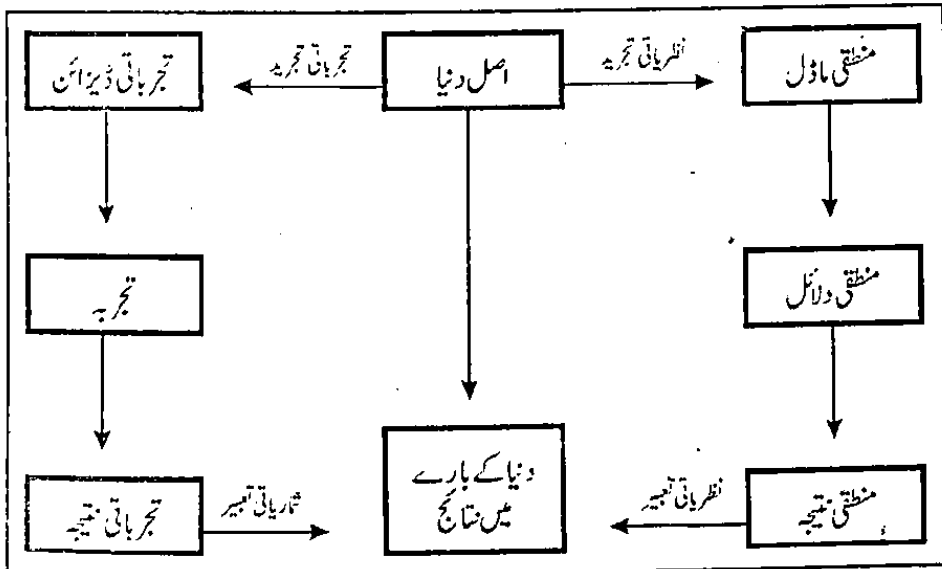 منطقی ماڈل
نظریاتی تجرید
اصل دنیا
تجرباتی تجرید
تجرباتی ڈیزائن
منطقی دلائل
تجربہ
منطقی نتیجہ
نظریاتی تعبیر
دنیا کے بارے
میں نتائج
شماریاتی تعبیر
تجرباتی نتیجہ